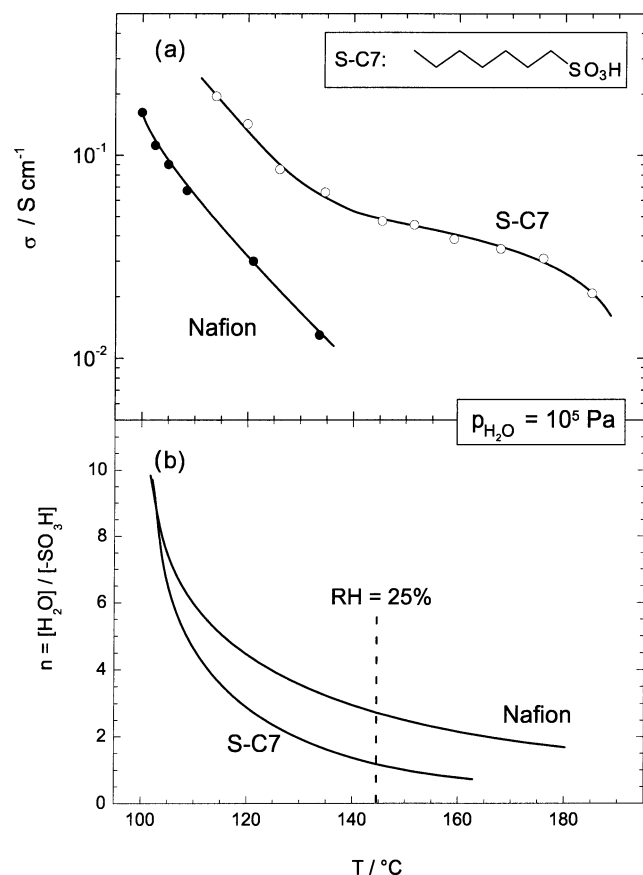 (a)
S-C7:
SO₃H
10⁻¹
10⁻²
σ / S cm⁻¹
S-C7
Nafion
p_H₂O = 10⁵ Pa
(b)
10
8
6
4
2
0
n = [H₂O] / [-SO₃H]
RH = 25%
Nafion
S-C7
100
120
140
160
180
T / °C